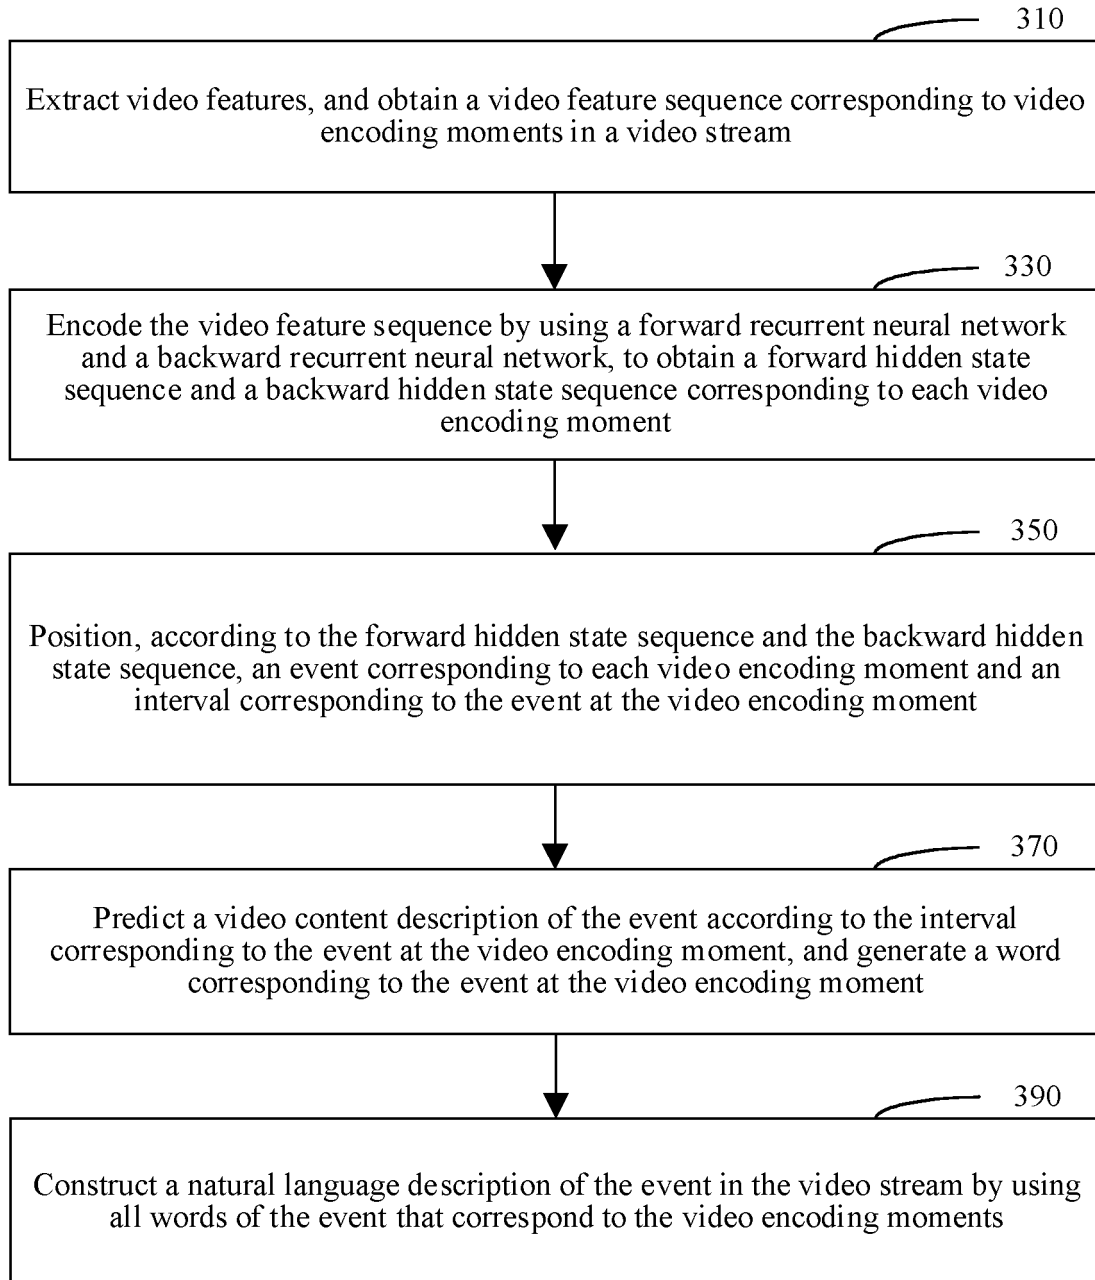 310
Extract video features, and obtain a video feature sequence corresponding to video
encoding moments in a video stream
330
Encode the video feature sequence by using a forward recurrent neural network
and a backward recurrent neural network, to obtain a forward hidden state
sequence and a backward hidden state sequence corresponding to each video
encoding moment
350
Position, according to the forward hidden state sequence and the backward hidden
state sequence, an event corresponding to each video encoding moment and an
interval corresponding to the event at the video encoding moment
370
Predict a video content description of the event according to the interval
corresponding to the event at the video encoding moment, and generate a word
corresponding to the event at the video encoding moment
390
Construct a natural language description of the event in the video stream by using
all words of the event that correspond to the video encoding moments